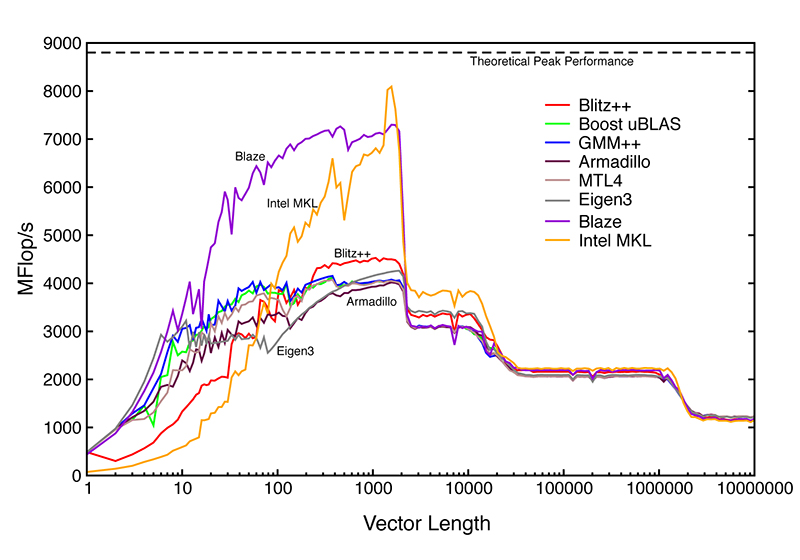 9000
Theoretical Peak Performance
8000
Blitz++
Boost uBLAS
GMM++
Armadillo
MTL4
Eigen3
Blaze
Intel MKL
7000
Blaze
6000
Intel MKL
5000
Blitz++
MFlop/s
4000
Armadillo
3000
Eigen3
2000
1000
0
1 10 100 1000 10000 100000 1000000 10000000
Vector Length